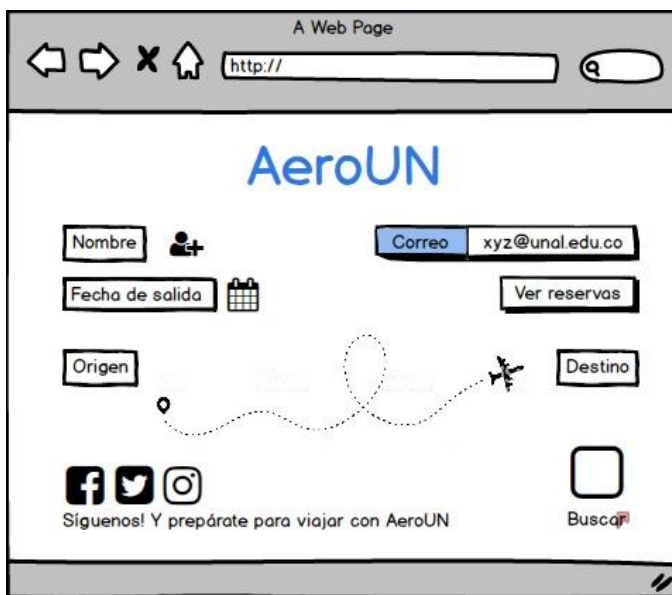 A Web Page
http://
AeroUN
Nombre
Correo xyz@unal.edu.co
Fecha de salida
Ver reservas
Origen
Destino
Síguenos! Y prepárate para viajar con AeroUN
Buscar